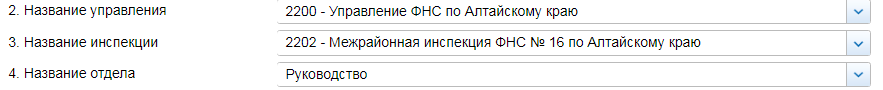 2. Название управления 2200 - Управление ФНС по Алтайскому краю
3. Название инспекции 2202 - Межрайонная инспекция ФНС № 16 по Алтайскому краю
4. Название отдела Руководство